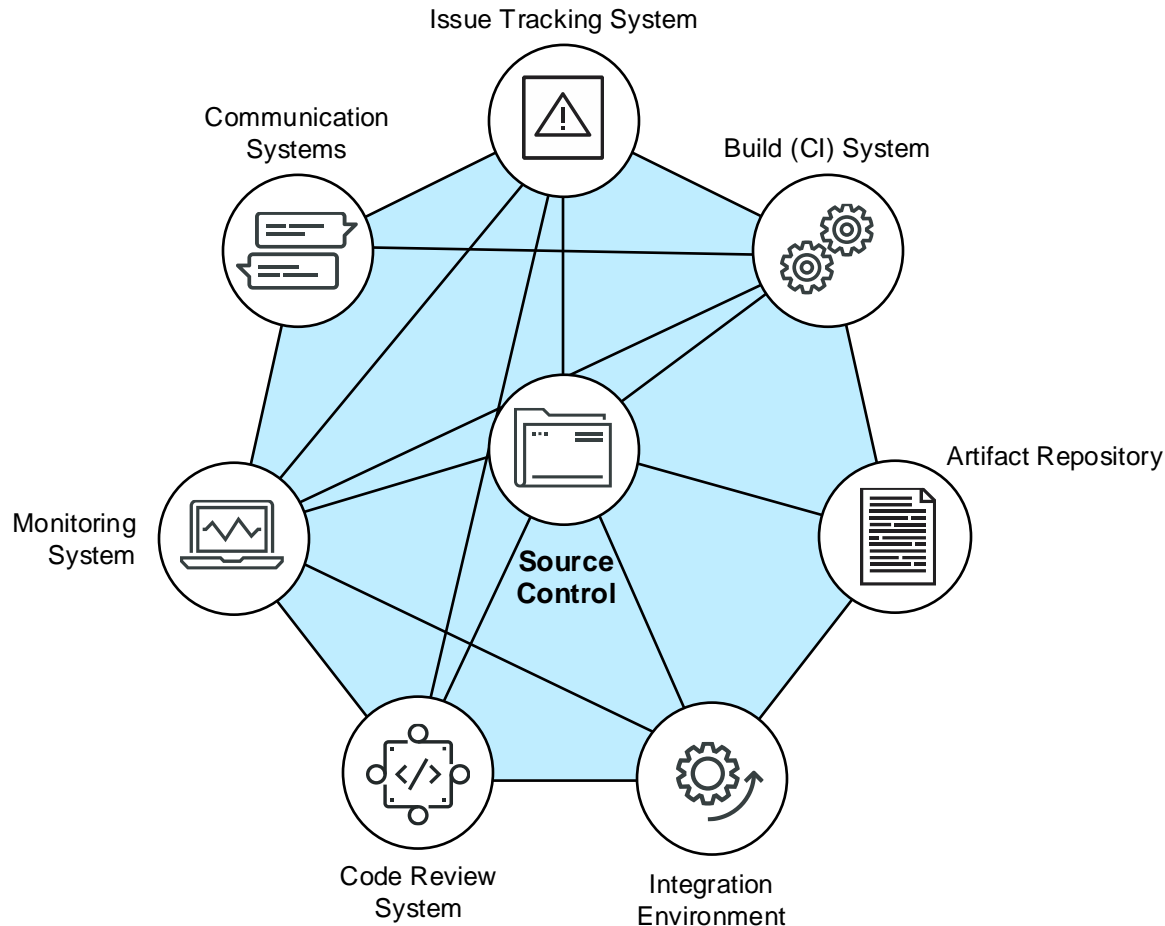 Issue Tracking System
Communication
Systems
Build (CI) System
Artifact Repository
Monitoring
System
Source
Control
Code Review
System
Integration
Environment